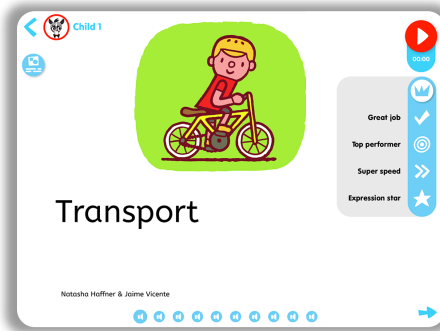 Child 1
00:00
Great job
Top performer
Super speed
Expression star
Transport
Natasha Haffner & Jaime Vicente